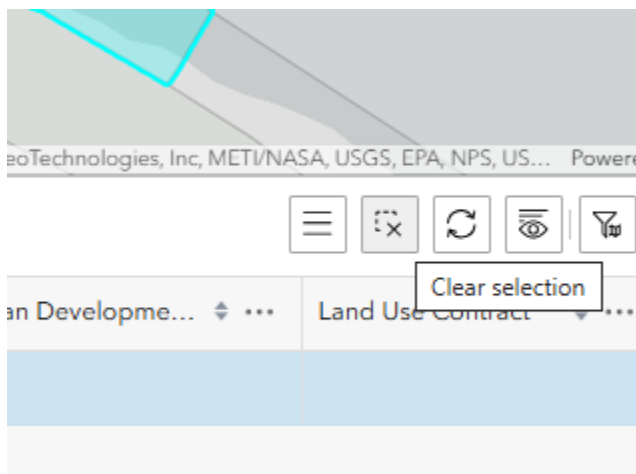 eoTechnologies, Inc, METI/NASA, USGS, EPA, NPS, US... Powere
Clear selection
an Developme... Land Use Contract